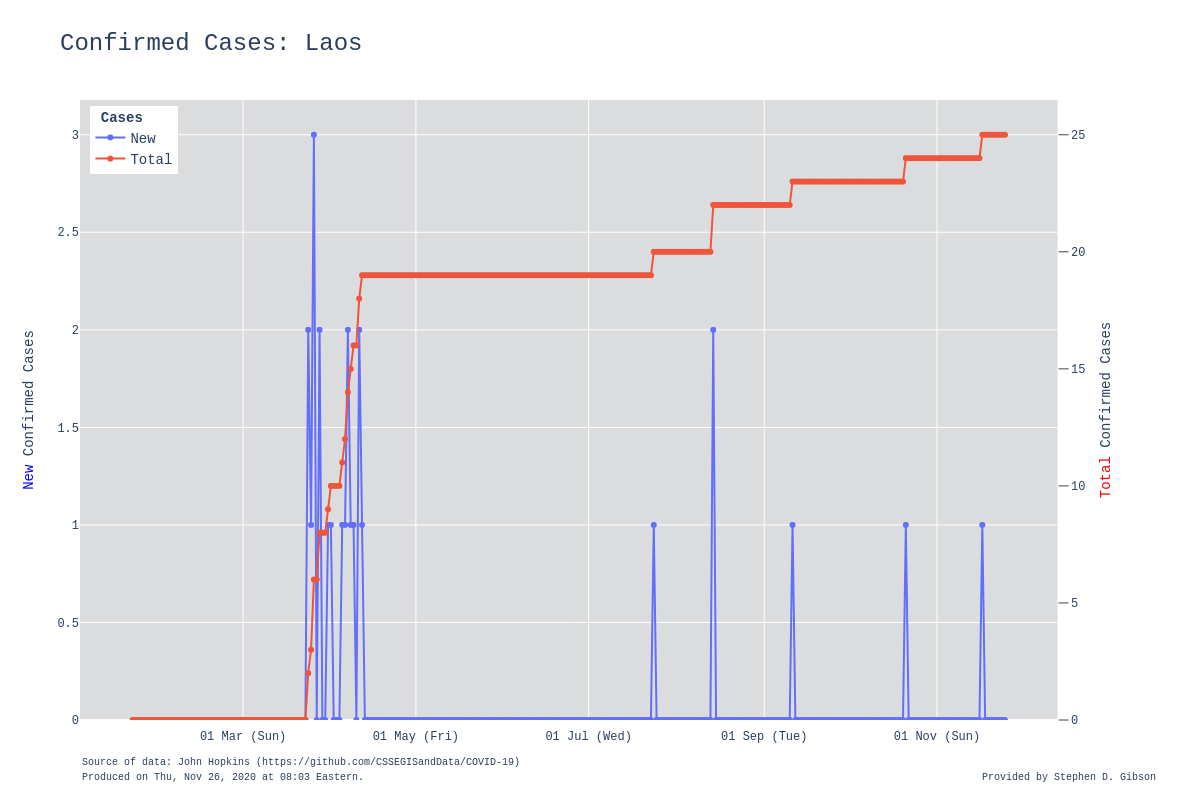 Confirmed Cases: Laos
Cases
New
Total
3
2.5
2
1.5
1
0.5
0
25
20
15
10
5
0
New Confirmed Cases
Total Confirmed Cases
01 Mar (Sun)
01 May (Fri)
01 Jul (Wed)
01 Sep (Tue)
01 Nov (Sun)
Source of data: John Hopkins (https://github.com/CSSEGISandData/COVID-19)
Produced on Thu, Nov 26, 2020 at 08:03 Eastern.
Provided by Stephen D. Gibson